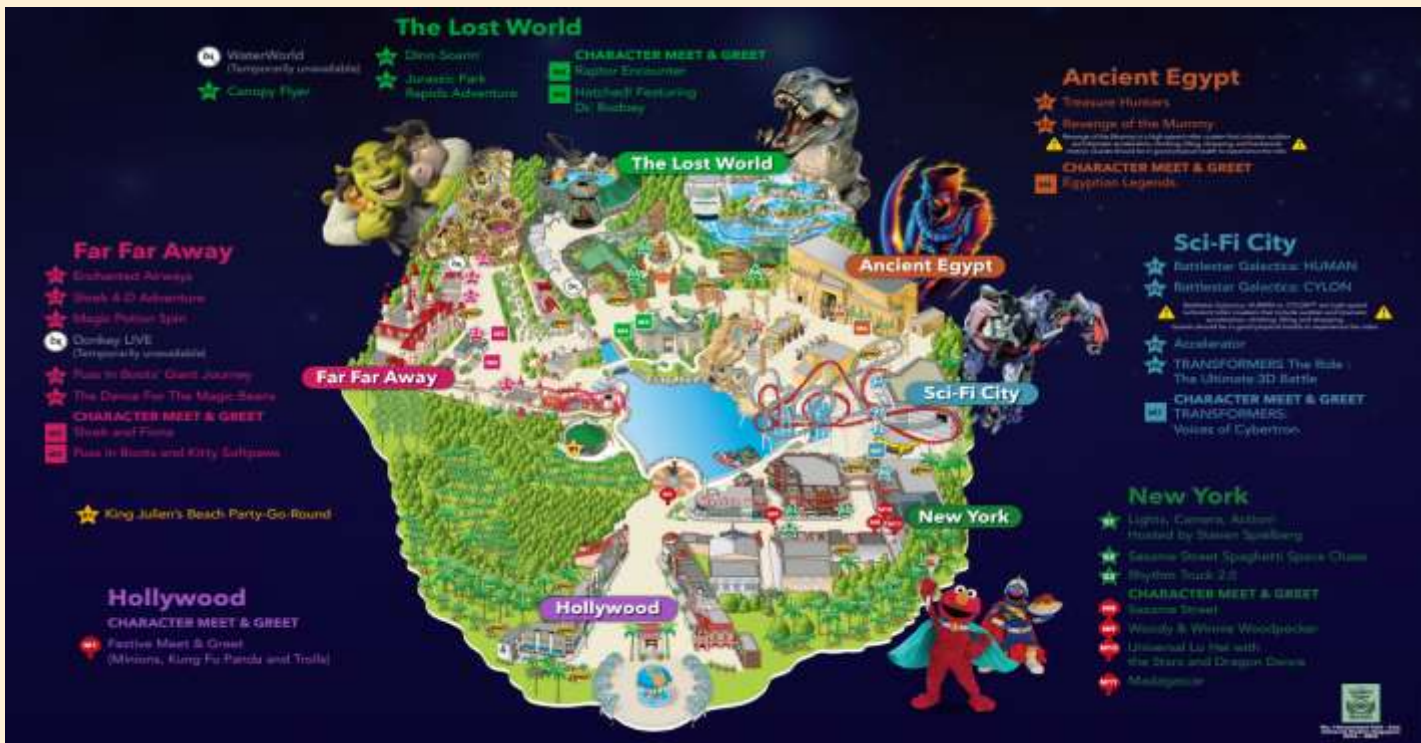 The Lost World
WaterWorld
(Temporarily unavailable)
Canopy Flyer
Dino-Soarin'
Jurassic Park
Rapids Adventure
CHARACTER MEET & GREET
Raptor Encounter
Hatched! Featuring
Dr. Rodney
Ancient Egypt
Treasure Hunters
Revenge of the Mummy
CHARACTER MEET & GREET
Egyptian Legends
The Lost World
Ancient Egypt
Far Far Away
Enchanted Airways
Shrek 4-D Adventure
Magic Potion Spin
Donkey LIVE
(Temporarily unavailable)
Puss In Boots' Giant Journey
The Dance For The Magic Beans
CHARACTER MEET & GREET
Shrek and Fiona
Puss In Boots and Kitty Softpaws
Sci-Fi City
Battlestar Galactica: HUMAN
Battlestar Galactica: CYLON
Accelerator
TRANSFORMERS The Ride :
The Ultimate 3D Battle
CHARACTER MEET & GREET
TRANSFORMERS:
Voices of Cybertron
Far Far Away
Sci-Fi City
King Julien's Beach Party-Go-Round
New York
New York
Lights, Camera, Action!
Hosted by Steven Spielberg
Sesame Street Spaghetti Space Chase
Rhythm Truck 2.0
CHARACTER MEET & GREET
Sesame Street
Woody & Winnie Woodpecker
Universal Lo Hei with
the Stars and Dragon Dance
Madagascar
Hollywood
CHARACTER MEET & GREET
Festive Meet & Greet
(Minions, Kung Fu Panda and Trolls)
Hollywood